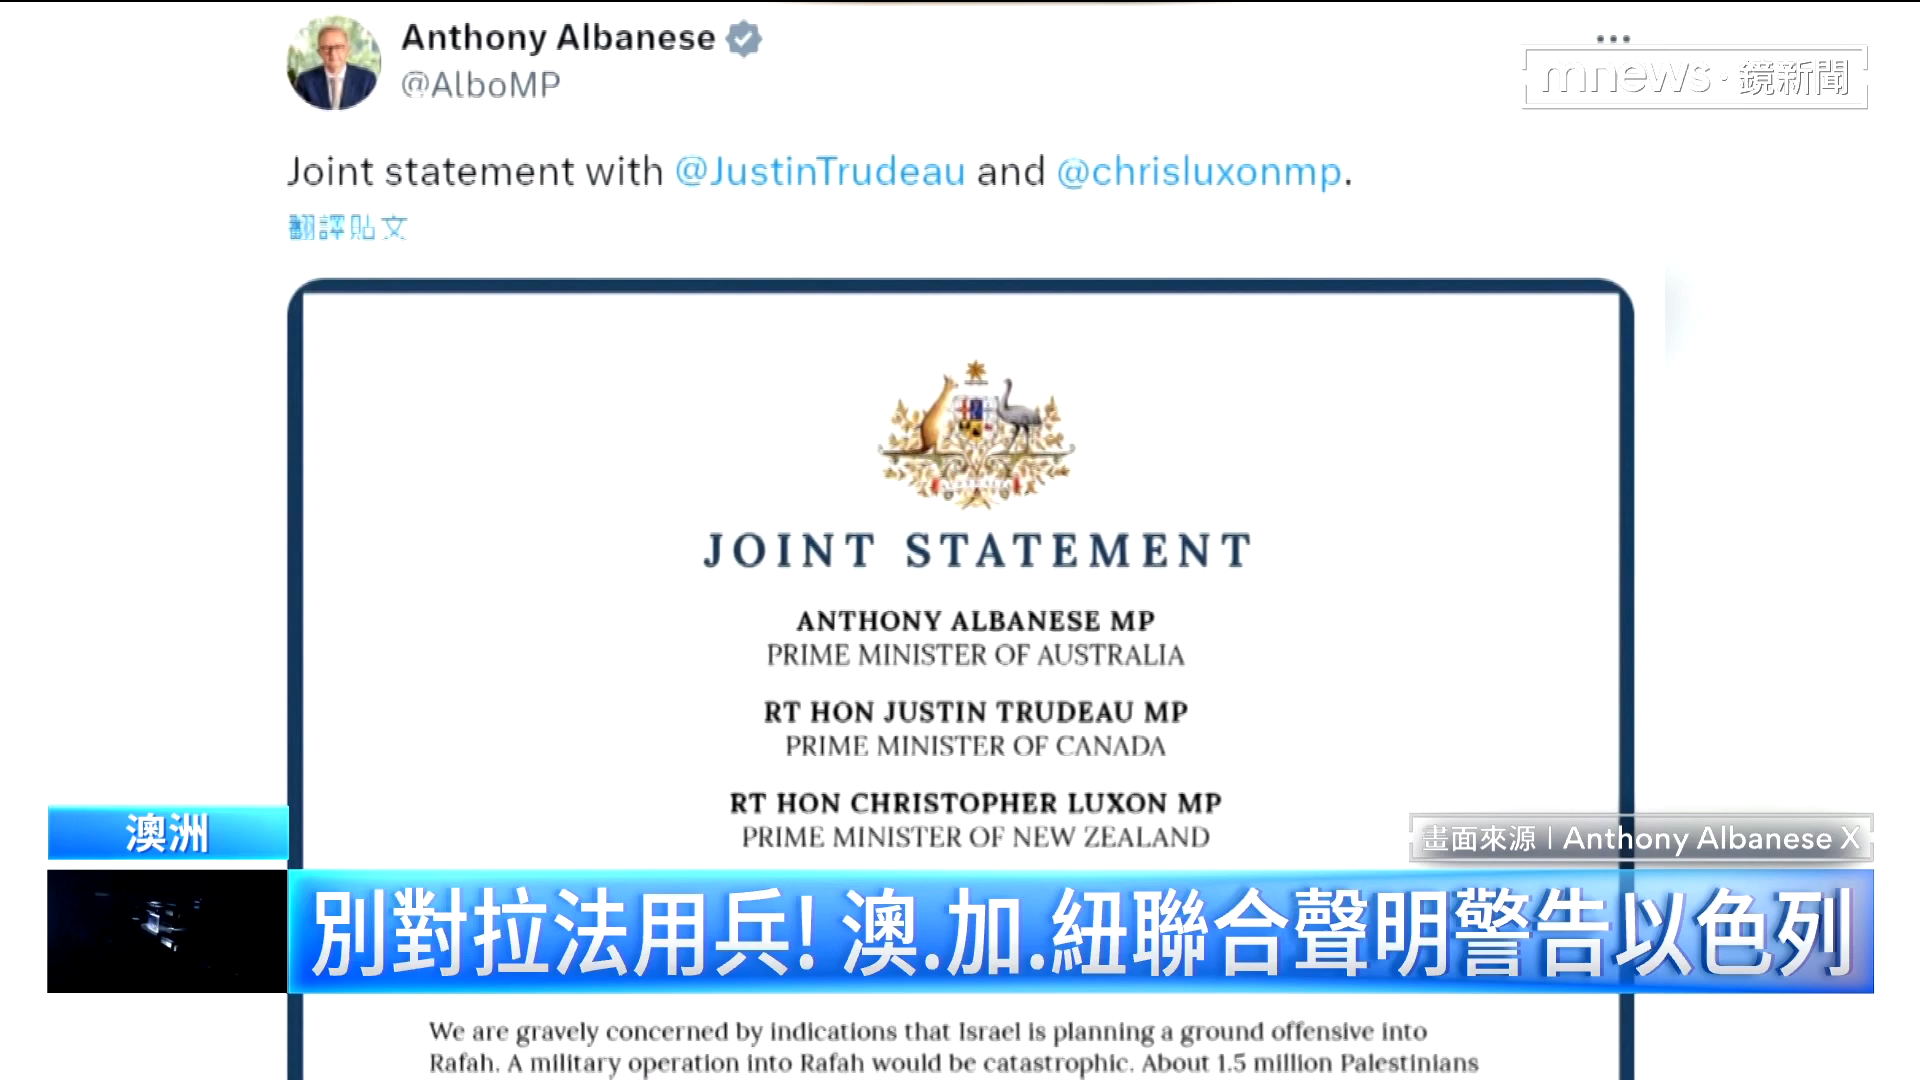 Anthony Albanese
@AlboMP
mnews·鏡新聞
Joint statement with @JustinTrudeau and @chrisluxonmp.
翻譯貼文
AUSTRALIA
JOINT STATEMENT
ANTHONY ALBANESE MP
PRIME MINISTER OF AUSTRALIA
RT HON JUSTIN TRUDEAU MP
PRIME MINISTER OF CANADA
RT HON CHRISTOPHER LUXON MP
PRIME MINISTER OF NEW ZEALAND
澳洲
畫面來源|Anthony Albanese X
別對拉法用兵! 澳.加.紐聯合聲明警告以色列
We are gravely concerned by indications that Israel is planning a ground offensive into
Rafah. A military operation into Rafah would be catastrophic. About 1.5 million Palestinians